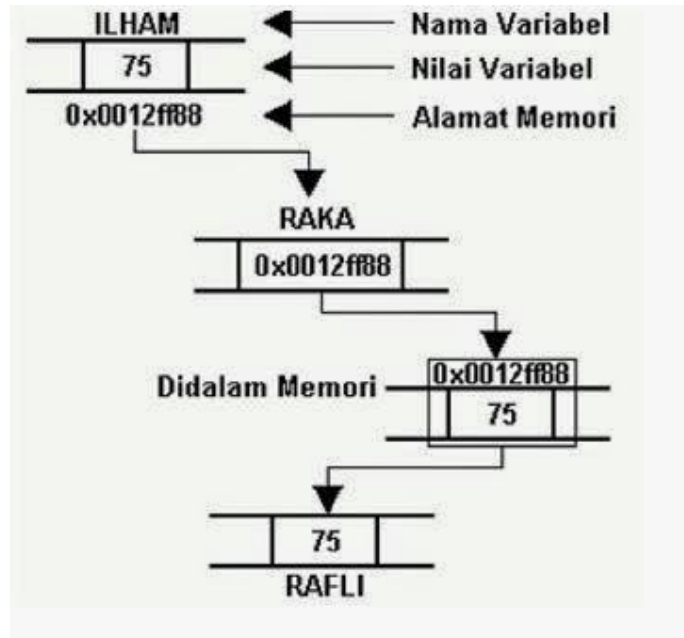 ILHAM
Nama Variabel
75
Nilai Variabel
0x0012ff88
Alamat Memori
RAKA
0x0012ff88
0x0012ff88
Didalam Memori
75
75
RAFLI